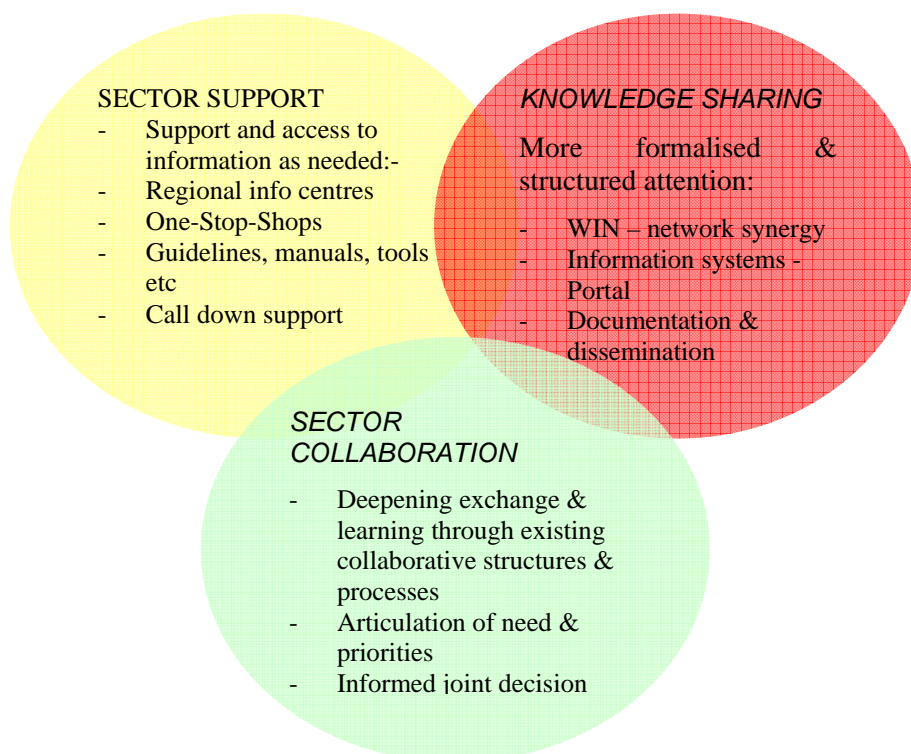 SECTOR SUPPORT
- Support and access to
information as needed:-
- Regional info centres
- One-Stop-Shops
- Guidelines, manuals, tools
etc
- Call down support
KNOWLEDGE SHARING
More formalised &
structured attention:
- WIN – network synergy
- Information systems -
Portal
- Documentation &
dissemination
SECTOR
COLLABORATION
- Deepening exchange &
learning through existing
collaborative structures &
processes
- Articulation of need &
priorities
- Informed joint decision